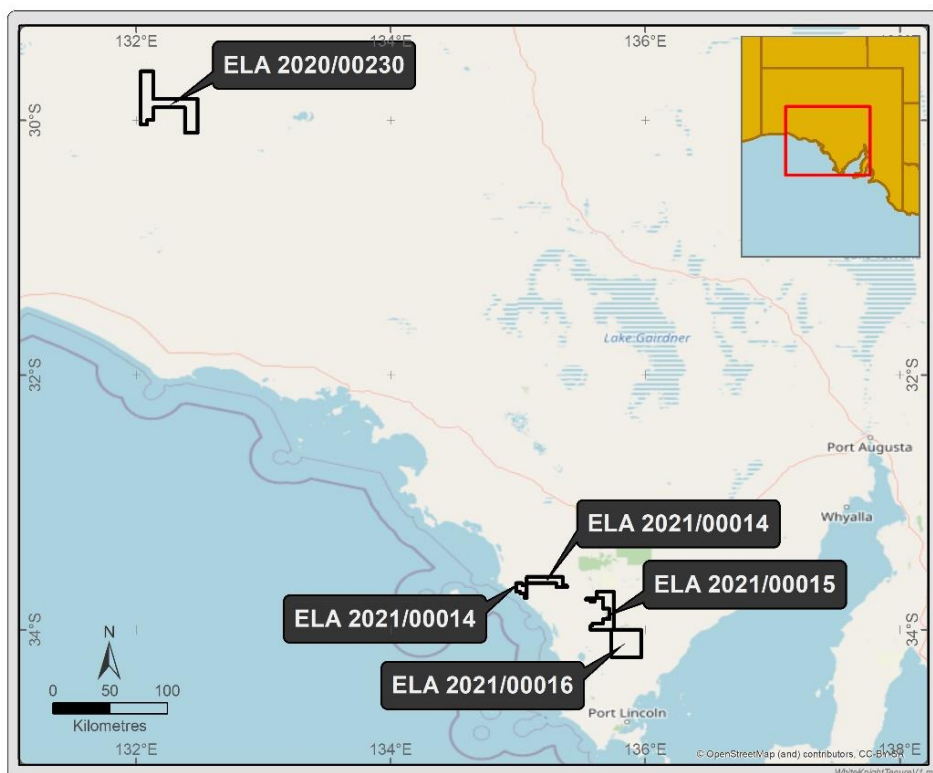 132°E
134°E
136°E
ELA 2020/00230
30°S
Lake Gairdner
32°S
32°S
Port Augusta
Whyalla
ELA 2021/00014
ELA 2021/00015
ELA 2021/00014
34°S
34°S
ELA 2021/00016
N
0 50 100
Kilometres
Port Lincoln
132°E
134°E
136°E
138°E
© OpenStreetMap (and) contributors, CC-BY-SA